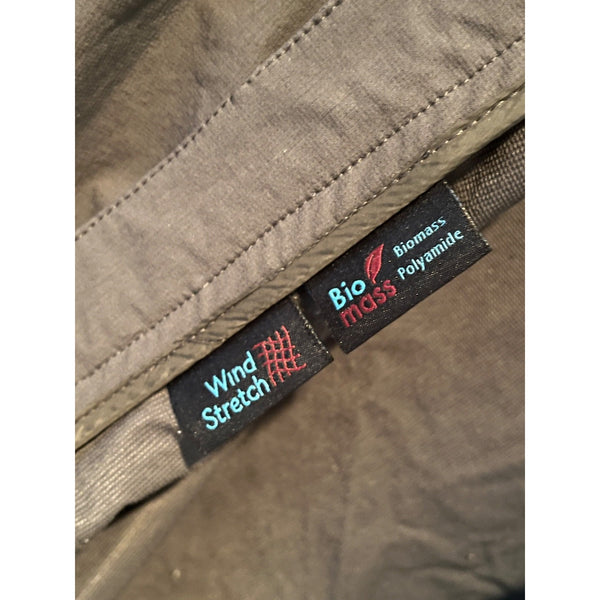 Wind
Stretch
Bio
mass
Biomass
Polyamide